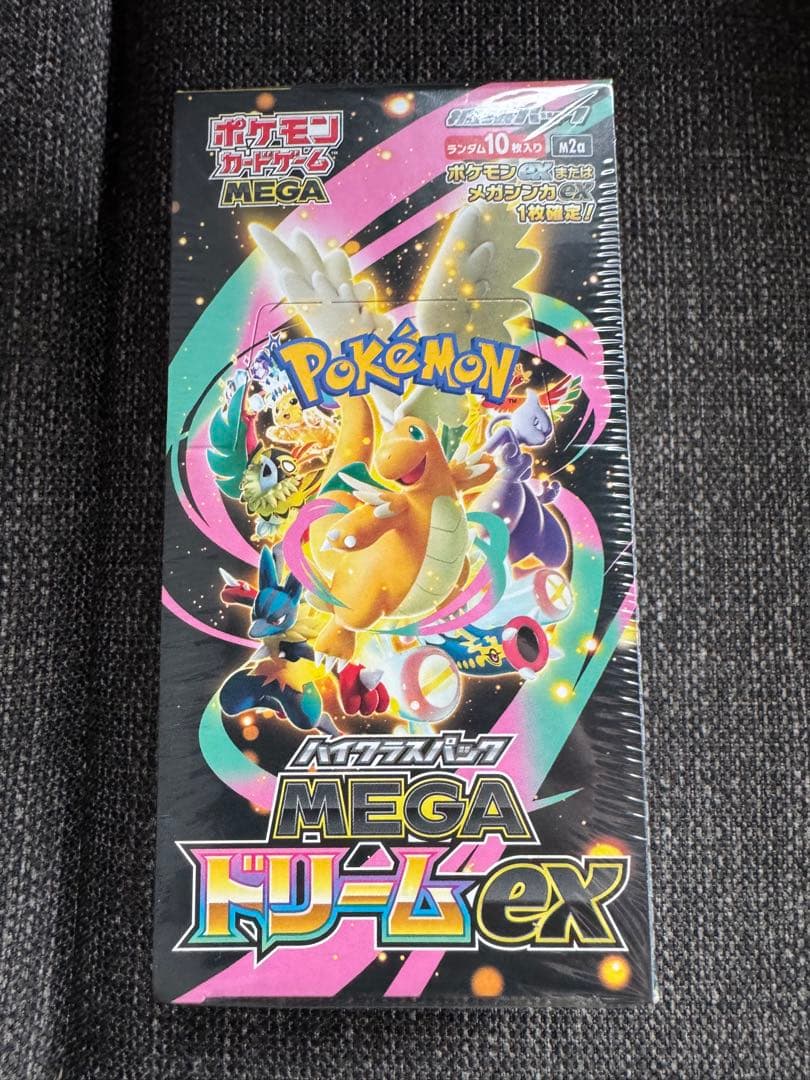 ポケモン
カードゲーム
MEGA
拡張パック
ランダム10枚入り M2a
ポケモンexまたは
メガシンカex
1枚確定!
POKéMON
TM
ハイクラスパック
MEGA
ドリームex